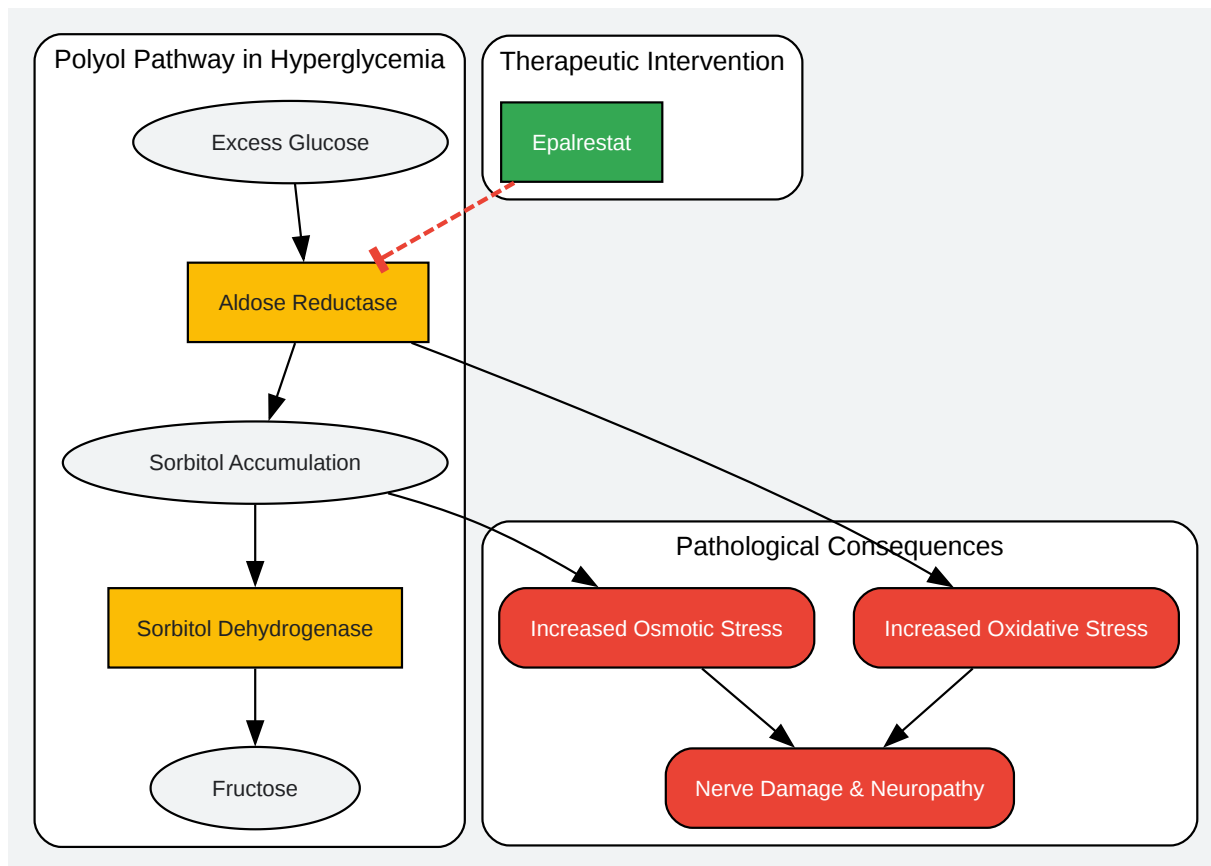 Polyol Pathway in Hyperglycemia
Excess Glucose
Aldose Reductase
Sorbitol Accumulation
Sorbitol Dehydrogenase
Fructose
Therapeutic Intervention
Epalrestat
Pathological Consequences
Increased Osmotic Stress
Increased Oxidative Stress
Nerve Damage & Neuropathy